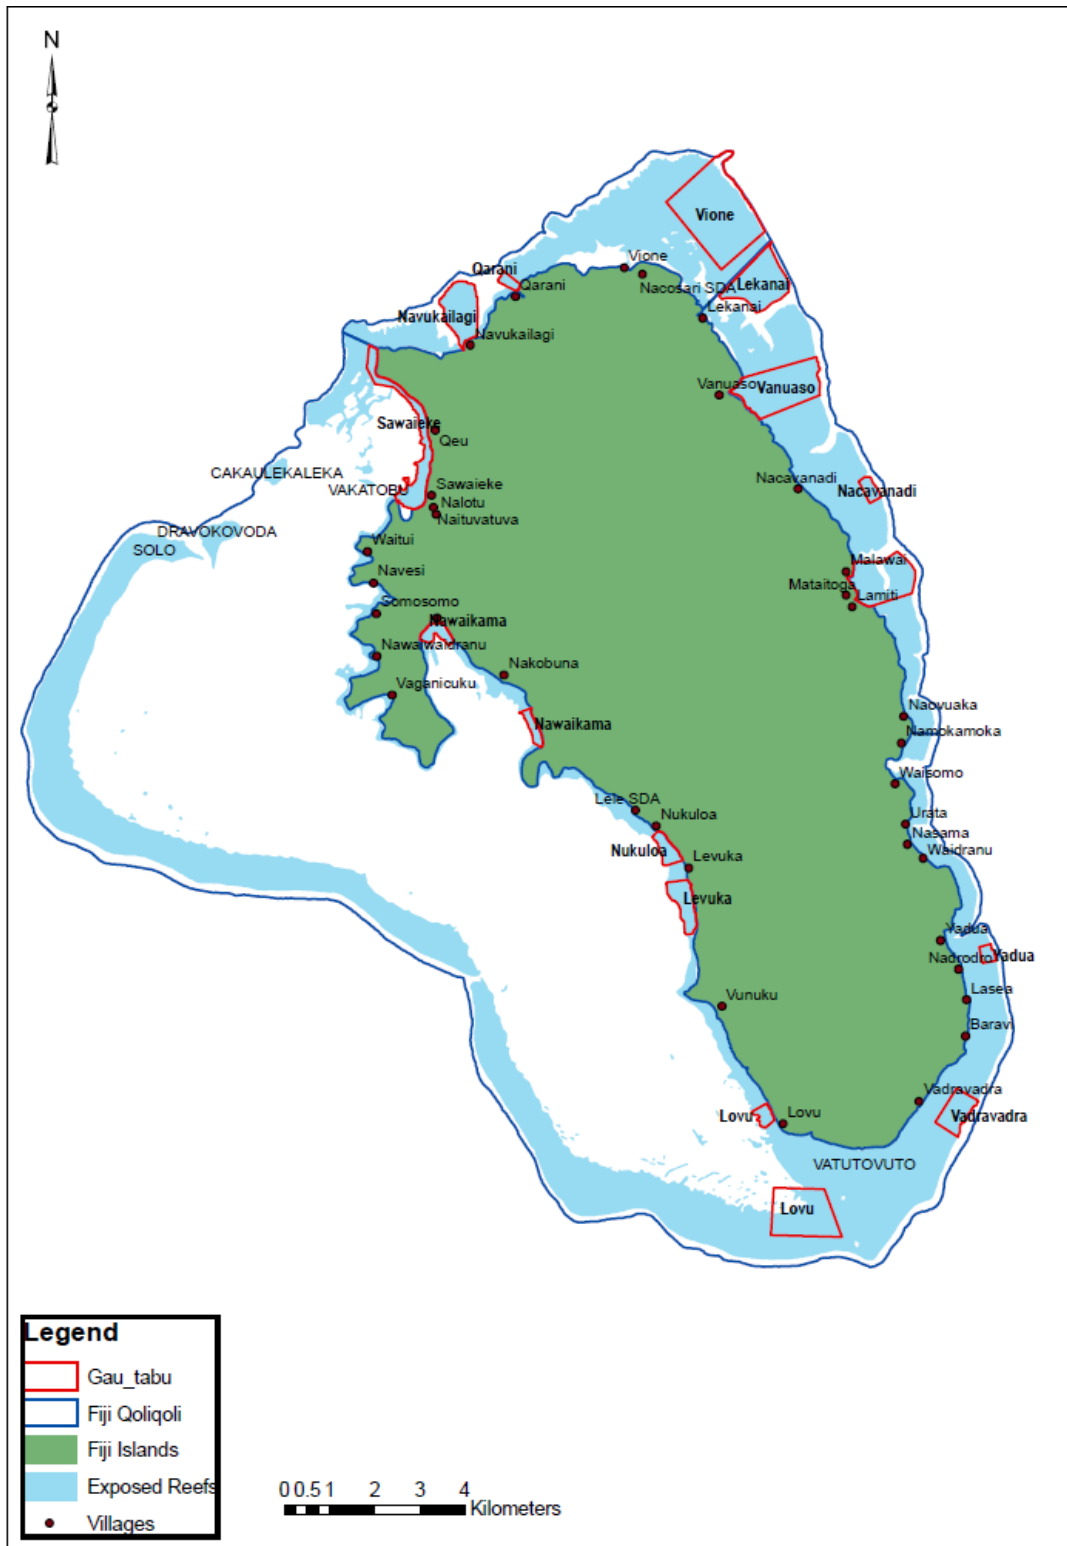 N
Vione
Vione
Qarani
Nacosari SDA
Lekanai
Qarani
Navukailagi
Lekanai
Navukailagi
Vanuaso
Vanuaso
Sawaieke
Qeu
CAKAULEKALEKA
VAKATOBU
Sawaieke
Nacavanadi
Nacavanadi
Nalotu
Naituvatuva
DRAVOKOVODA
SOLO
Waitui
Malawai
Navesi
Mataitoga
Lamiti
Somosomo
Nawaikama
Nawaiwaidranu
Nakobuna
Vaganicuku
Naovuaka
Nawaikama
Namokamoka
Waisomo
Lele SDA
Nukuloa
Urata
Nasama
Nukuloa
Waidranu
Levuka
Levuka
Yadua
Nadrodro
Yadua
Lasea
Vunuku
Baravi
Vadravadra
Lovu
Lovu
Vadravadra
VATUTOVUTO
Lovu
Legend
Gau_tabu
Fiji Qoliqoli
Fiji Islands
Exposed Reefs
Villages
0 0.5 1 2 3 4
Kilometers